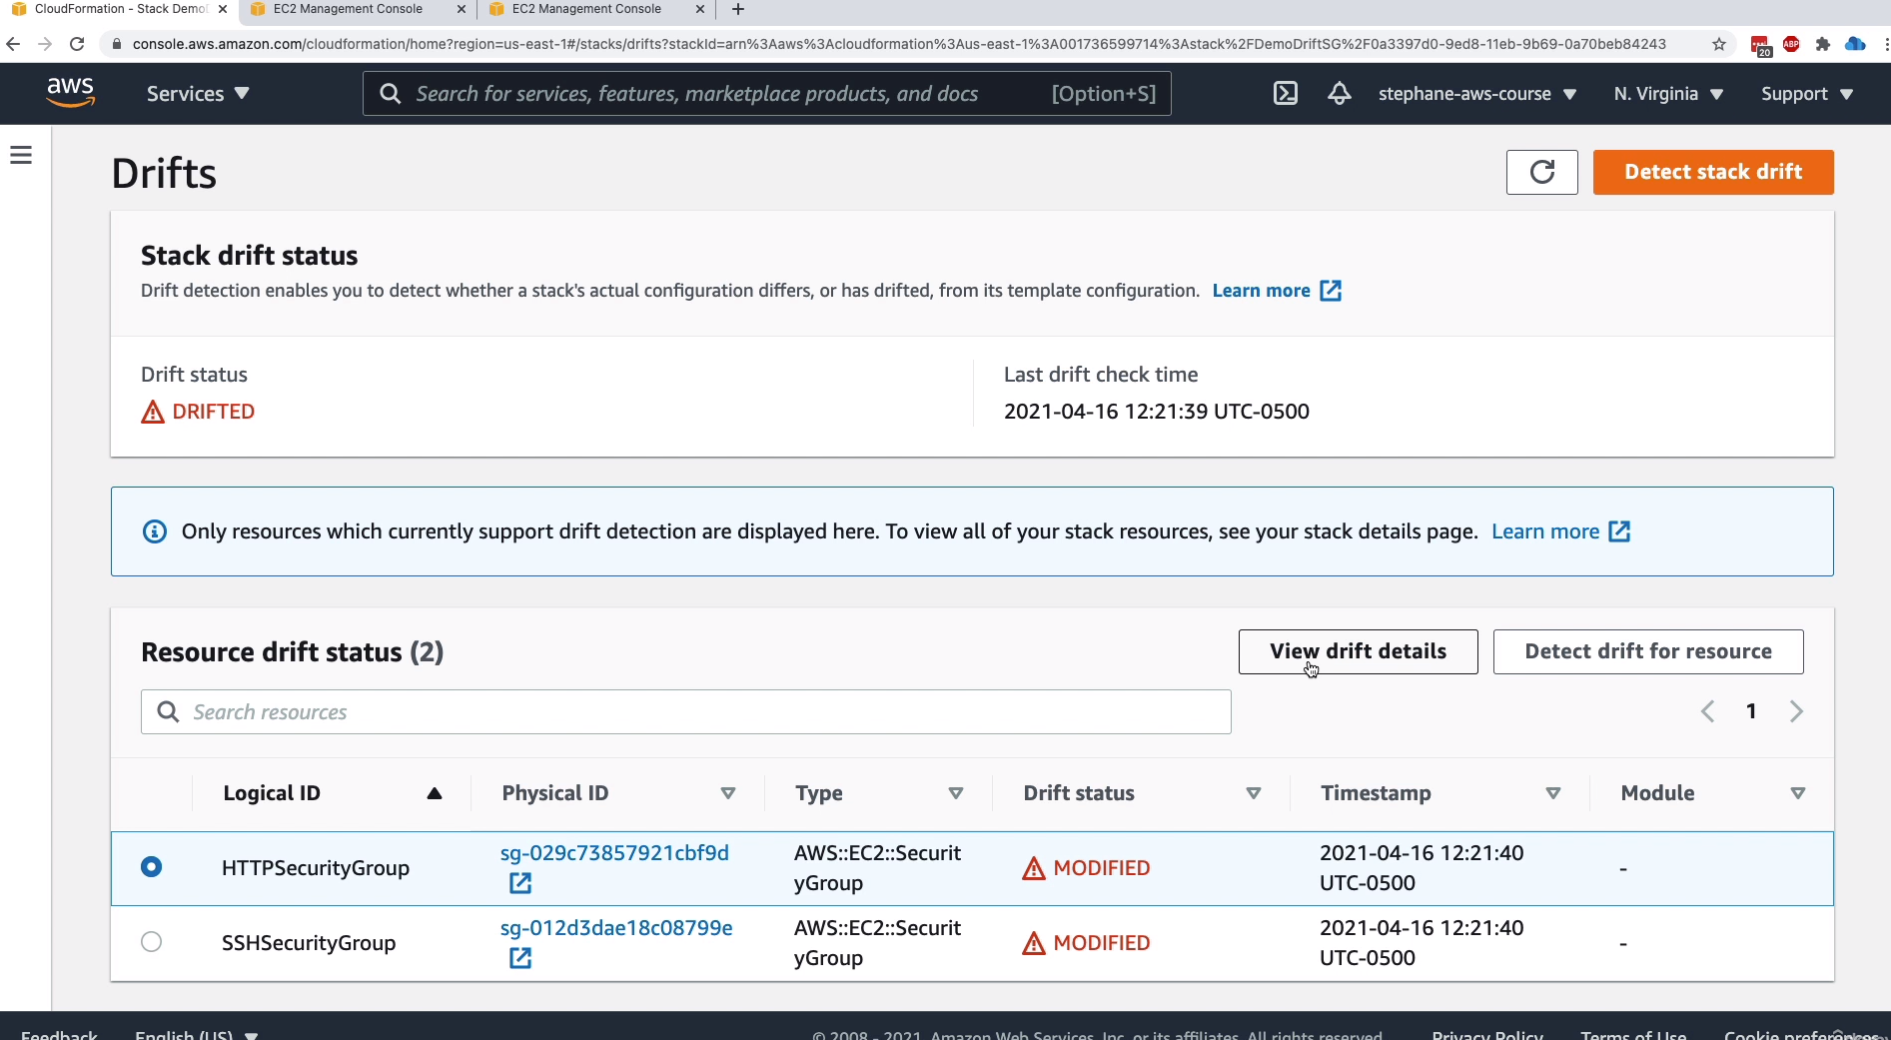 CloudFormation - Stack Demo
EC2 Management Console
EC2 Management Console
console.aws.amazon.com/cloudformation/home?region=us-east-1#/stacks/drifts?stackId=arn%3Aaws%3Acloudformation%3Aus-east-1%3A001736599714%3Astack%2FDemoDriftSG%2F0a3397d0-9ed8-11eb-9b69-0a70beb84243
20
ABP
aws
Services
Search for services, features, marketplace products, and docs
[Option+S]
stephane-aws-course
N. Virginia
Support
Drifts
Detect stack drift
Stack drift status
Drift detection enables you to detect whether a stack's actual configuration differs, or has drifted, from its template configuration. Learn more
Drift status
DRIFTED
Last drift check time
2021-04-16 12:21:39 UTC-0500
Only resources which currently support drift detection are displayed here. To view all of your stack resources, see your stack details page. Learn more
Resource drift status (2)
View drift details
Detect drift for resource
Search resources
1
Logical ID
Physical ID
Type
Drift status
Timestamp
Module
HTTPSecurityGroup
sg-029c73857921cbf9d
AWS::EC2::Securit
yGroup
MODIFIED
2021-04-16 12:21:40
UTC-0500
-
SSHSecurityGroup
sg-012d3dae18c08799e
AWS::EC2::Securit
yGroup
MODIFIED
2021-04-16 12:21:40
UTC-0500
-
Feedback
English (US)
© 2008 - 2021, Amazon Web Services, Inc. or its affiliates. All rights reserved.
Privacy Policy
Terms of Use
Cookie preferences